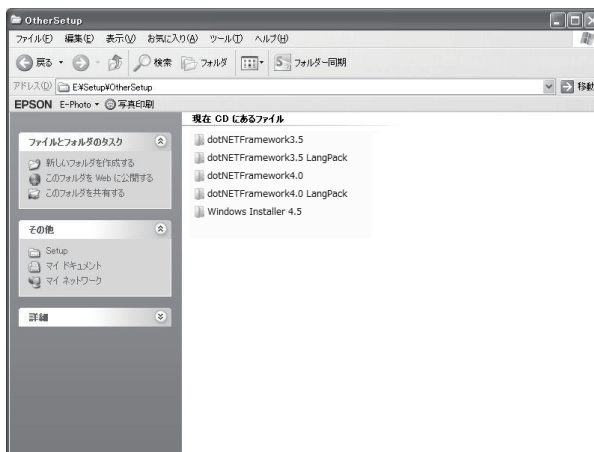 OtherSetup
ファイル(F) 編集(E) 表示(V) お気に入り(A) ツール(T) ヘルプ(H)
戻る 検索 フォルダ フォルダー同期
アドレス(D) E:¥Setup¥OtherSetup 移動
EPSON E-Photo 写真印刷
現在 CD にあるファイル
ファイルとフォルダのタスク
新しいフォルダを作成する
このフォルダを Web に公開する
このフォルダを共有する
その他
Setup
マイ ドキュメント
マイ ネットワーク
詳細
dotNETFramework3.5
dotNETFramework3.5 LangPack
dotNETFramework4.0
dotNETFramework4.0 LangPack
Windows Installer 4.5